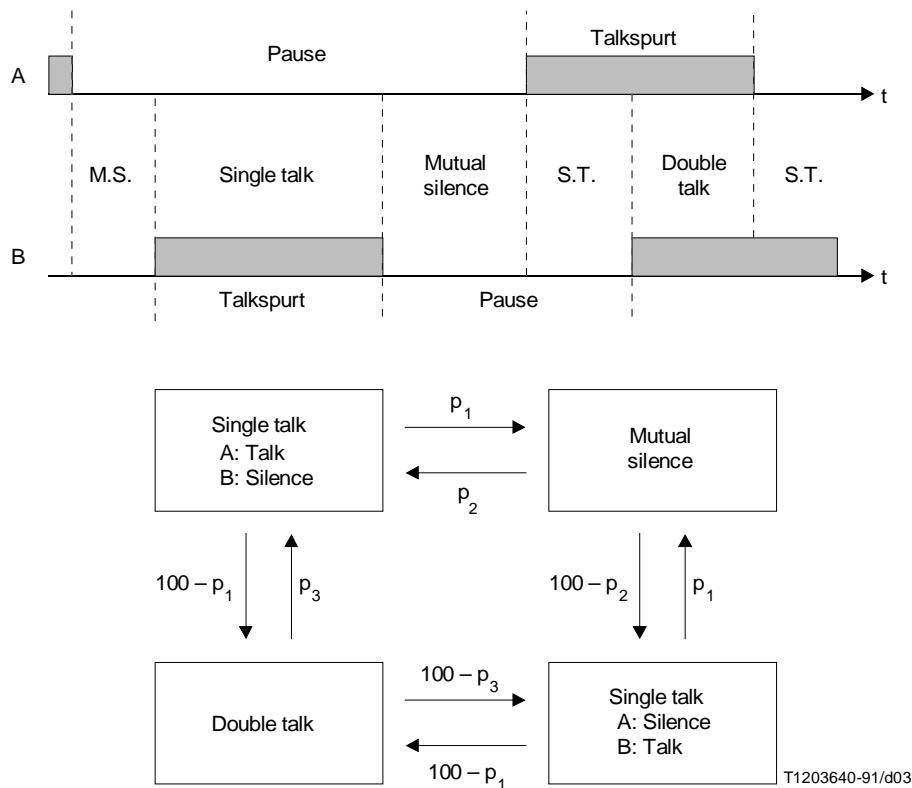 Pause
Talkspurt
A
t
M.S.
Single talk
Mutual
silence
S.T.
Double
talk
S.T.
B
t
Talkspurt
Pause
Single talk
A: Talk
B: Silence
p1
p2
Mutual
silence
100 – p1
p3
100 – p2
p1
Double talk
100 – p3
100 – p1
Single talk
A: Silence
B: Talk
T1203640-91/d03